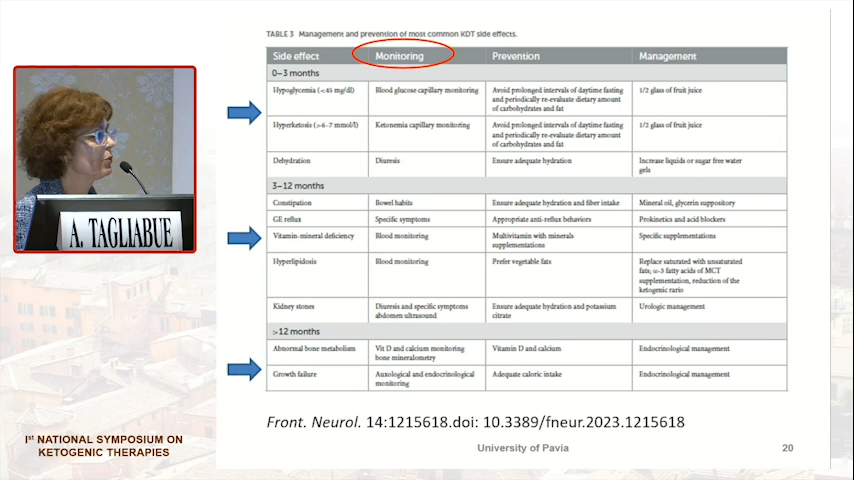 TABLE 3 Management and prevention of most common KDT side effects.
Side effect Monitoring Prevention Management
0–3 months
Hypoglycemia (<45 mg/dl) Blood glucose capillary monitoring Avoid prolonged intervals of daytime fasting 1/2 glass of fruit juice
and periodically re-evaluate dietary amount
of carbohydrates and fat
Hyperketosis (>6–7 mmol/l) Ketonemia capillary monitoring Avoid prolonged intervals of daytime fasting 1/2 glass of fruit juice
and periodically re-evaluate dietary amount
of carbohydrates and fat
Dehydration Diuresis Ensure adequate hydration Increase liquids or sugar free water
gels
3–12 months
Constipation Bowel habits Ensure adequate hydration and fiber intake Mineral oil, glycerin suppository
GE reflux Specific symptoms Appropriate anti-reflux behaviors Prokinetics and acid blockers
Vitamin-mineral deficiency Blood monitoring Multivitamin with minerals Specific supplementations
supplementations
Hyperlipidosis Blood monitoring Prefer vegetable fats Replace saturated with unsaturated
fats; ω-3 fatty acids of MCT
supplementation, reduction of the
ketogenic rario
Kidney stones Diuresis and specific symptoms Ensure adequate hydration and potassium Urologic management
abdomen ultrasound citrate
>12 months
Abnormal bone metabolism Vit D and calcium monitoring Vitamin D and calcium Endocrinological management
bone mineralometry
Growth failure Auxological and endocrinological Adequate caloric intake Endocrinological management
monitoring
A. TAGLIABUE
Front. Neurol. 14:1215618.doi: 10.3389/fneur.2023.1215618
Ist NATIONAL SYMPOSIUM ON
KETOGENIC THERAPIES
University of Pavia 20